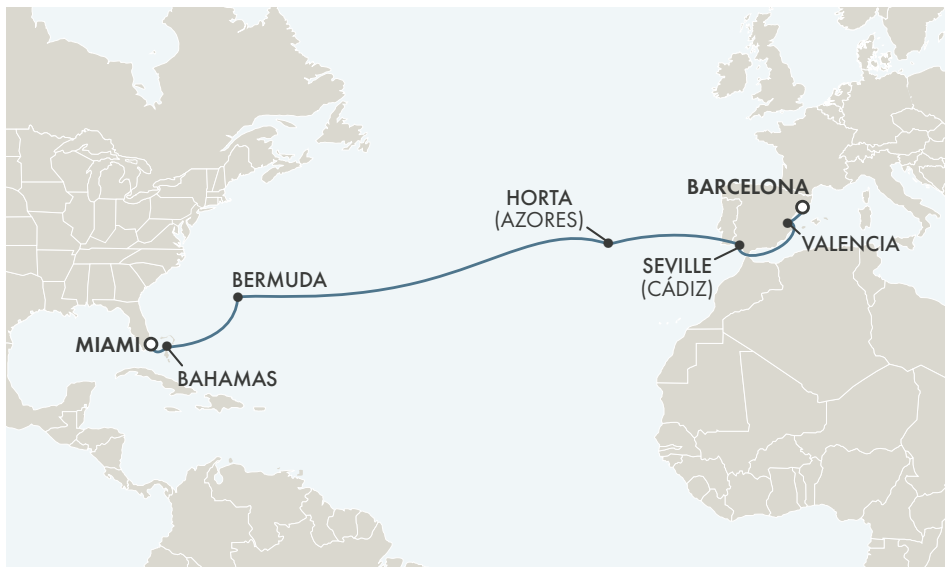 BARCELONA
HORTA
(AZORES)
VALENCIA
SEVILLE
(CÁDIZ)
BERMUDA
MIAMI
BAHAMAS